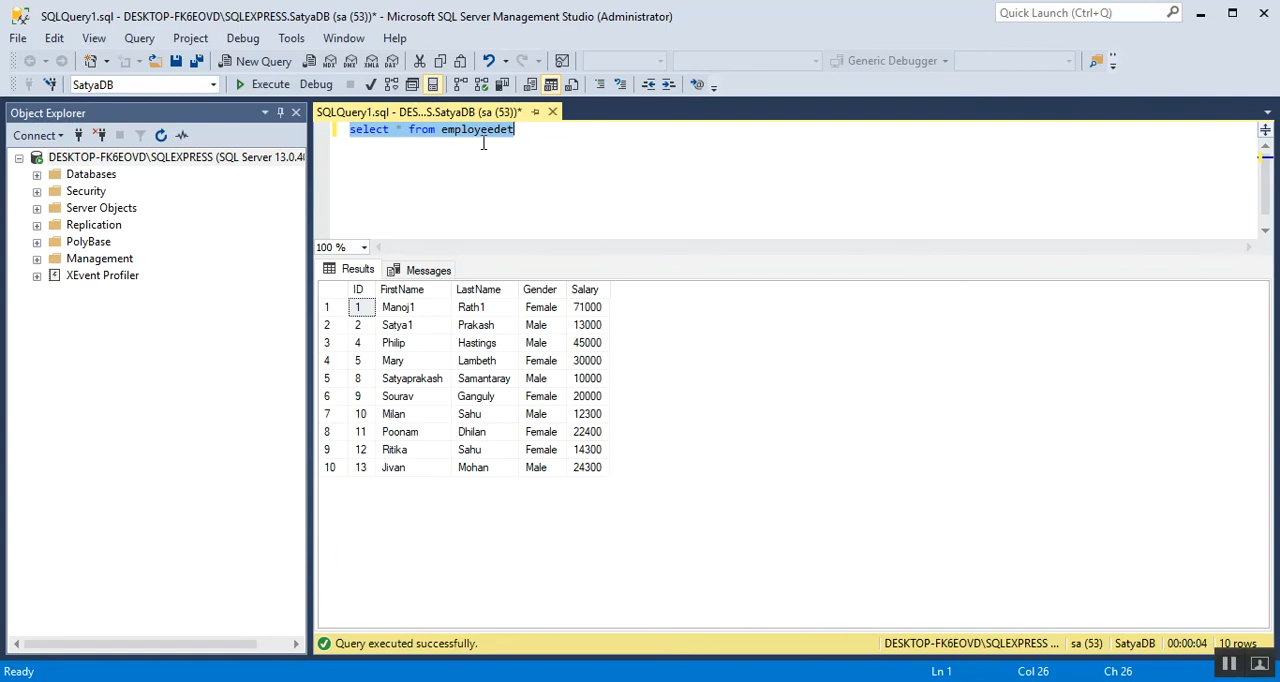 SQLQuery1.sql - DESKTOP-FK6EOVD\SQLEXPRESS.SatyaDB (sa (53))* - Microsoft SQL Server Management Studio (Administrator)
Quick Launch (Ctrl+Q)
File Edit View Query Project Debug Tools Window Help
New Query
Generic Debugger
SatyaDB Execute Debug
Object Explorer
SQLQuery1.sql - DES...S.SatyaDB (sa (53))*
Connect
select * from employeedet
DESKTOP-FK6EOVD\SQLEXPRESS (SQL Server 13.0.40
Databases
Security
Server Objects
Replication
PolyBase
Management
XEvent Profiler
100 %
Results Messages
ID FirstName LastName Gender Salary
1 1 Manoj1 Rath1 Female 71000
2 2 Satya1 Prakash Male 13000
3 4 Philip Hastings Male 45000
4 5 Mary Lambeth Female 30000
5 8 Satyaprakash Samantaray Male 10000
6 9 Sourav Ganguly Female 20000
7 10 Milan Sahu Male 12300
8 11 Poonam Dhilan Female 22400
9 12 Ritika Sahu Female 14300
10 13 Jivan Mohan Male 24300
Query executed successfully. DESKTOP-FK6EOVD\SQLEXPRESS ... sa (53) SatyaDB 00:00:04 10 rows
Ready Ln 1 Col 26 Ch 26